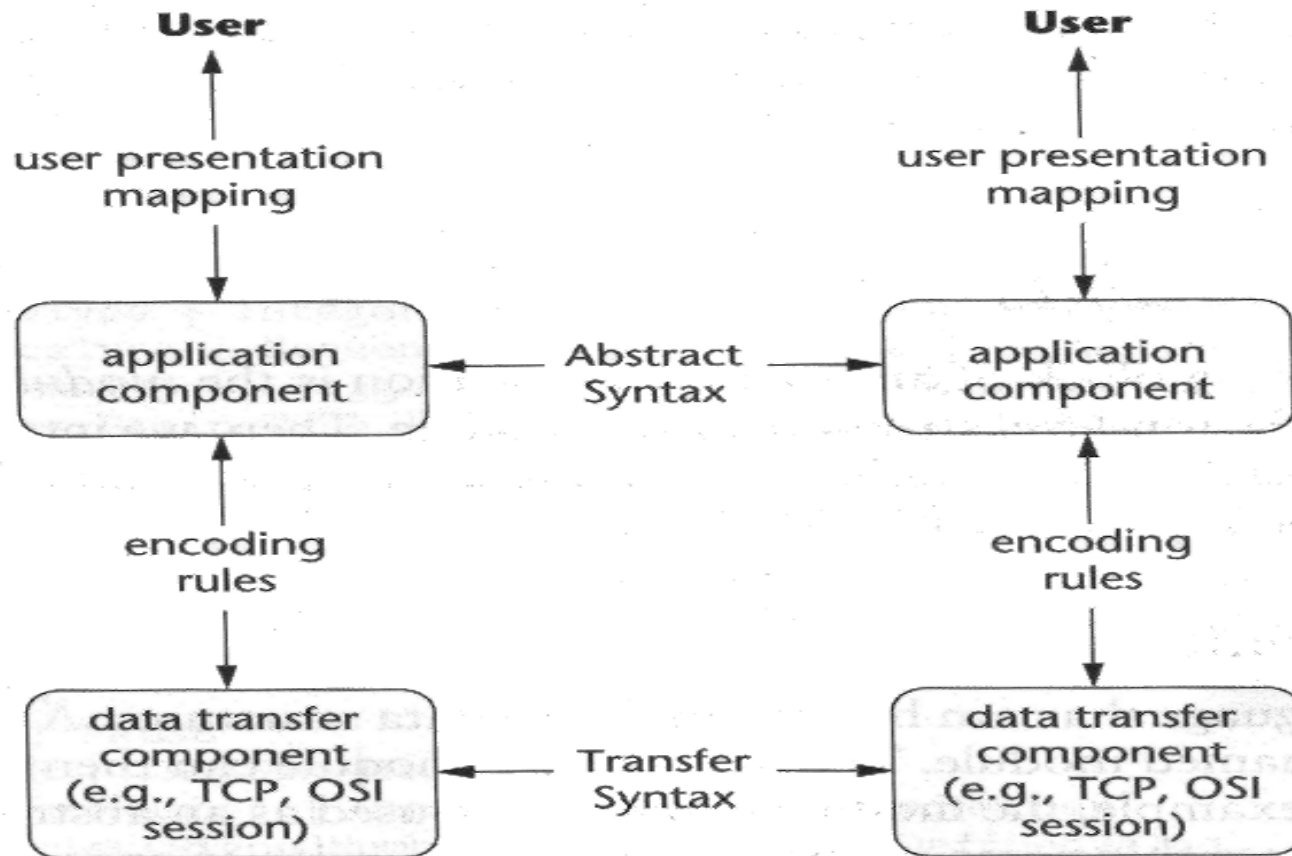 User
User
user presentation
mapping
user presentation
mapping
application
component
Abstract
Syntax
application
component
encoding
rules
encoding
rules
data transfer
component
(e.g., TCP, OSI
session)
Transfer
Syntax
data transfer
component
(e.g., TCP, OSI
session)